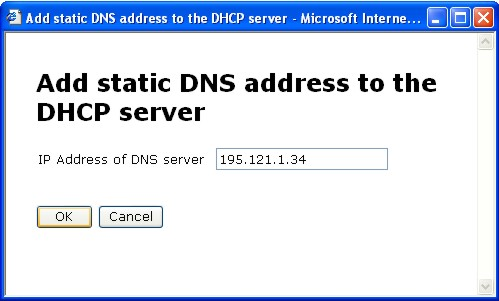 Add static DNS address to the DHCP server - Microsoft Interne...
Add static DNS address to the
DHCP server
IP Address of DNS server 195.121.1.34
OK Cancel